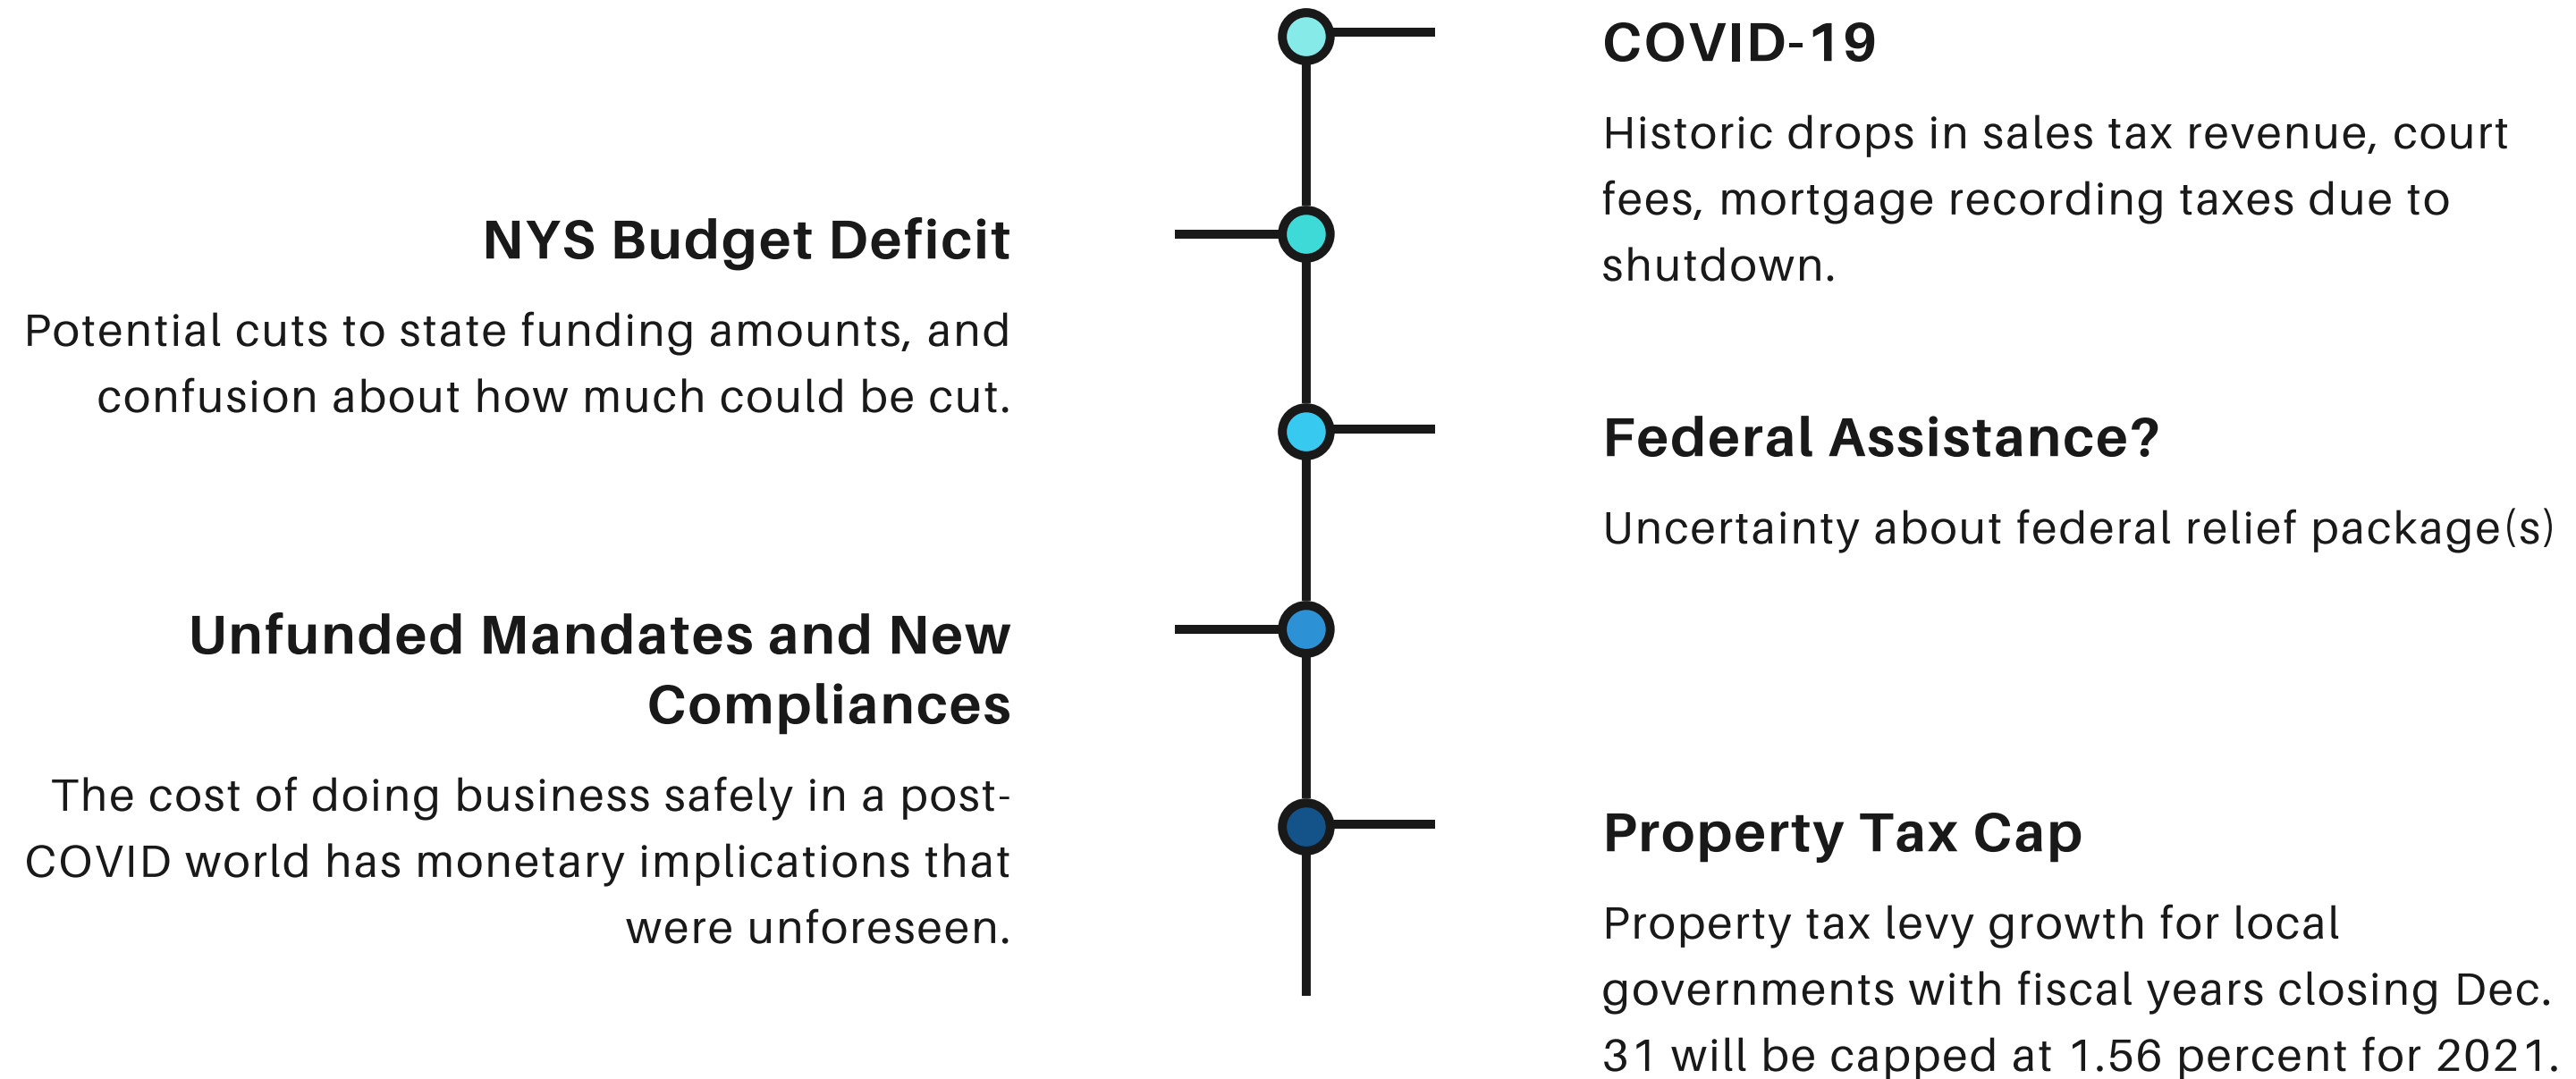 COVID-19
Historic drops in sales tax revenue, court
fees, mortgage recording taxes due to
shutdown.
NYS Budget Deficit
Potential cuts to state funding amounts, and
confusion about how much could be cut.
Federal Assistance?
Uncertainty about federal relief package(s)
Unfunded Mandates and New
Compliances
The cost of doing business safely in a post-
COVID world has monetary implications that
were unforeseen.
Property Tax Cap
Property tax levy growth for local
governments with fiscal years closing Dec.
31 will be capped at 1.56 percent for 2021.